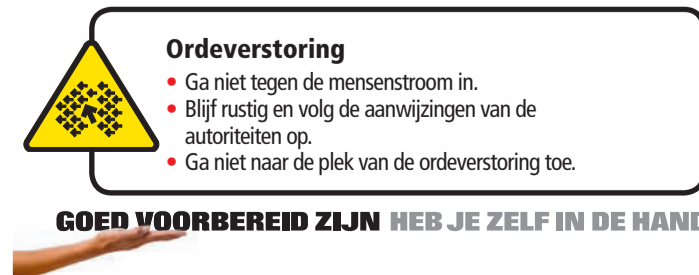 Ordeverstoring
• Ga niet tegen de mensenstroom in.
• Blijf rustig en volg de aanwijzingen van de
autoriteiten op.
• Ga niet naar de plek van de ordeverstoring toe.
GOED VOORBEREID ZIJN HEB JE ZELF IN DE HAND